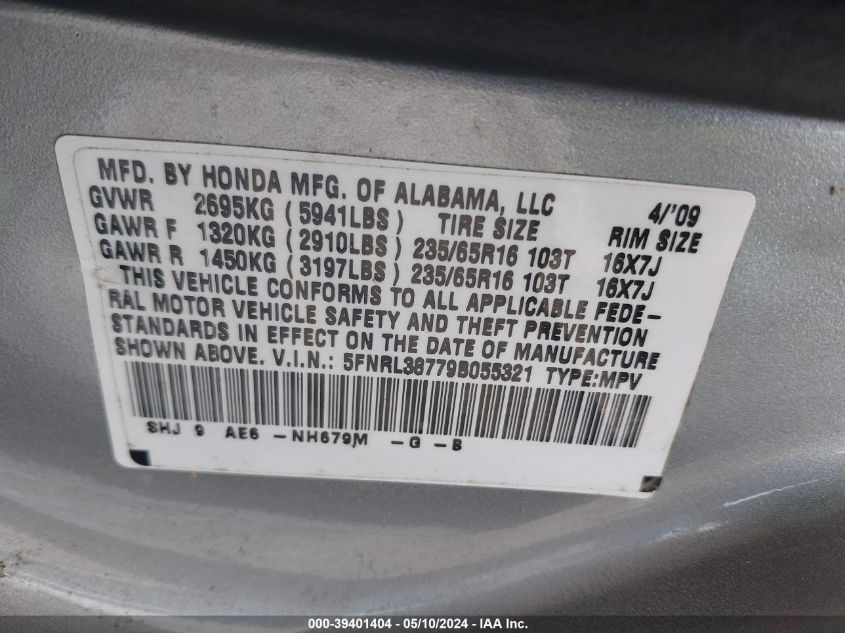 MFD. BY HONDA MFG. OF ALABAMA, LLC 4/'09
GVWR 2695KG (5941LBS) TIRE SIZE RIM SIZE
GAWR F 1320KG (2910LBS) 235/65R16 103T 16X7J
GAWR R 1450KG (3197LBS) 235/65R16 103T 16X7J
THIS VEHICLE CONFORMS TO ALL APPLICABLE FEDE-
RAL MOTOR VEHICLE SAFETY AND THEFT PREVENTION
STANDARDS IN EFFECT ON THE DATE OF MANUFACTURE
SHOWN ABOVE. V.I.N.: 5FNRL38779B055321 TYPE:MPV
SHJ 9 AE6 -NH679M -G -B
000-39401404 - 05/10/2024 - IAA Inc.